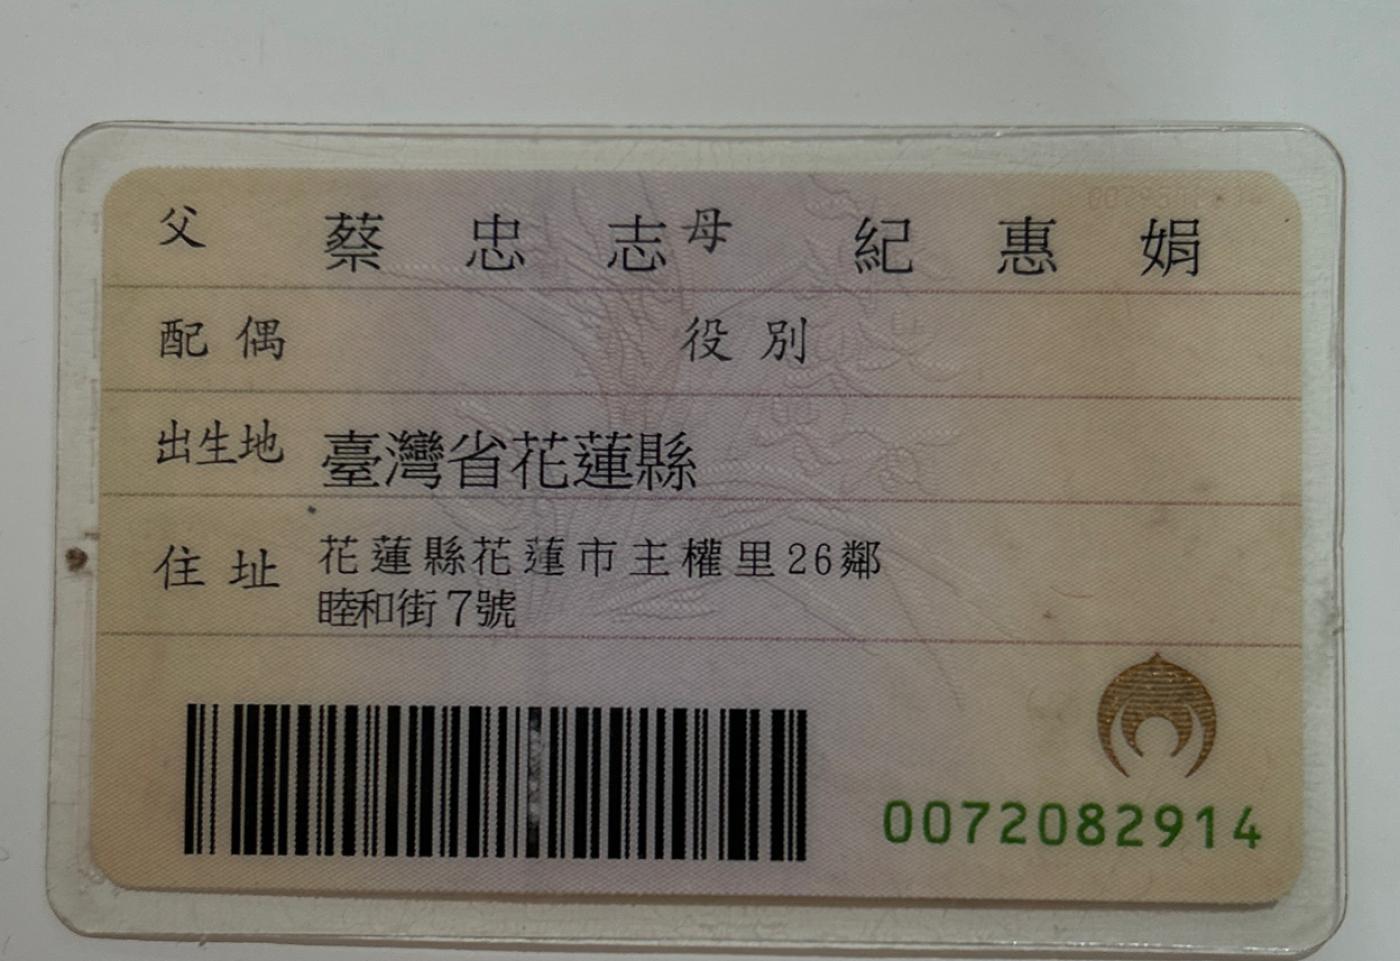 父 蔡忠志 母 紀惠娟
配偶 役別
出生地 臺灣省花蓮縣
住址 花蓮縣花蓮市主權里26鄰
睦和街7號
0072082914